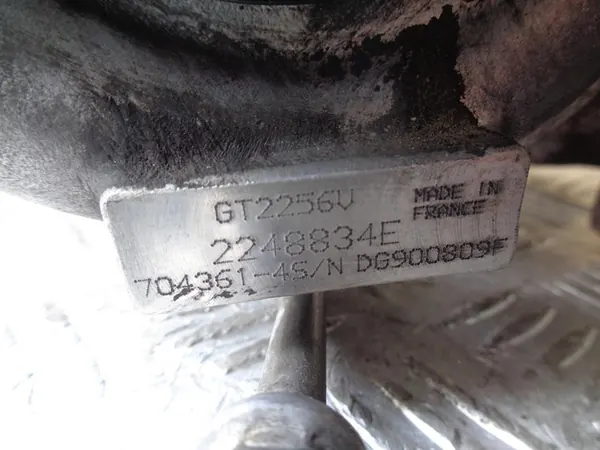 GT2256V MADE IN
FRANCE
2248834E
704361-4S/N DG900809F